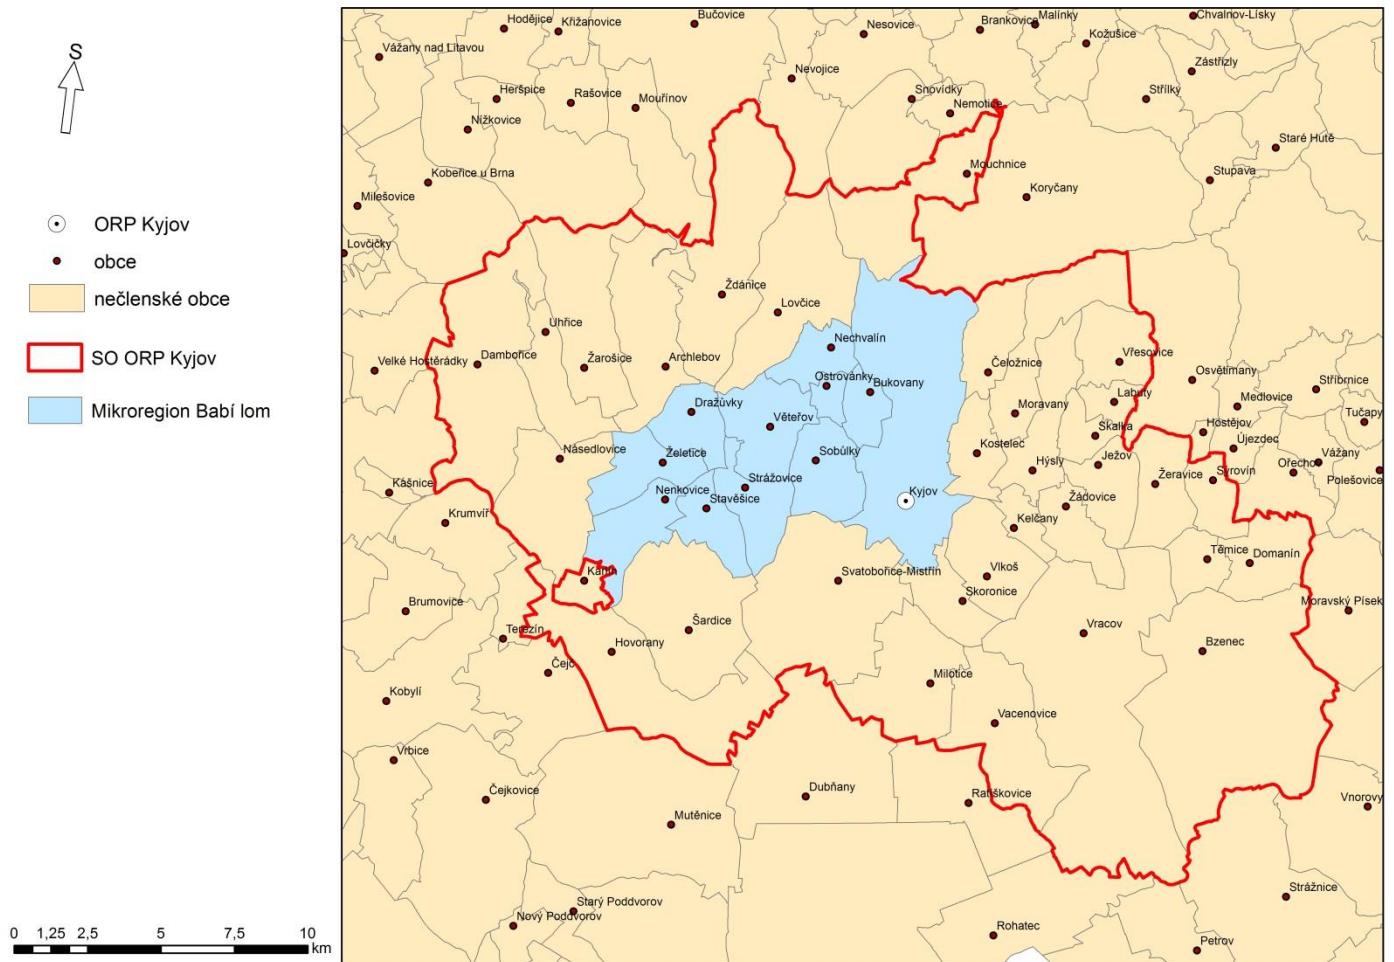 S
ORP Kyjov
obce
nečlenské obce
SO ORP Kyjov
Mikroregion Babí lom
0 1,25 2,5 5 7,5 10
km
Hodějice
Křižanovice
Bučovice
Nesovice
Brankovice
Malínky
Chvalnov-Lísky
Kožušice
Vážany nad Litavou
Nevojice
Zástřizly
Heršpice
Rašovice
Mouřínov
Snovídky
Nemotice
Střílky
Nížkovice
Staré Hutě
Kobeřice u Brna
Mouchnice
Stupava
Milešovice
Koryčany
Lovčičky
Ždánice
Lovčice
Uhřice
Nechvalín
Velké Hostěrádky
Dambořice
Žarošice
Archlebov
Čeložnice
Vřesovice
Osvětimany
Ostrovánky
Bukovany
Stříbrnice
Dražůvky
Moravany
Labuty
Medlovice
Tučapy
Věteřov
Skalka
Hostějov
Újezdec
Násedlovice
Želetice
Sobůlky
Kostelec
Hýsly
Ježov
Vážany
Ořechov
Polešovice
Kašnice
Strážovice
Žeravice
Syrovín
Nenkovice
Stavěšice
Kyjov
Žádovice
Krumvíř
Kelčany
Těmice
Domanín
Karlín
Svatobořice-Mistřín
Vlkoš
Skoronice
Brumovice
Moravský Písek
Terezín
Šardice
Vracov
Bzenec
Hovorany
Čejč
Milotice
Kobylí
Vacenovice
Vrbice
Čejkovice
Dubňany
Ratíškovice
Vnorovy
Mutěnice
Strážnice
Starý Poddvorov
Nový Poddvorov
Rohatec
Petrov